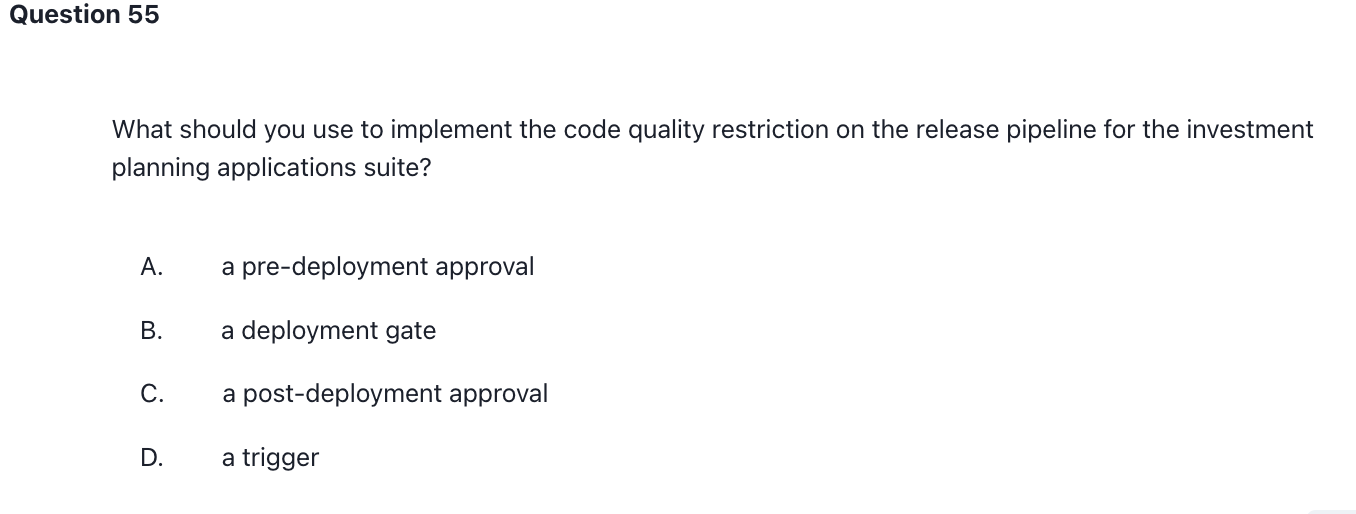 Question 55
What should you use to implement the code quality restriction on the release pipeline for the investment
planning applications suite?
A. a pre-deployment approval
B. a deployment gate
C. a post-deployment approval
D. a trigger